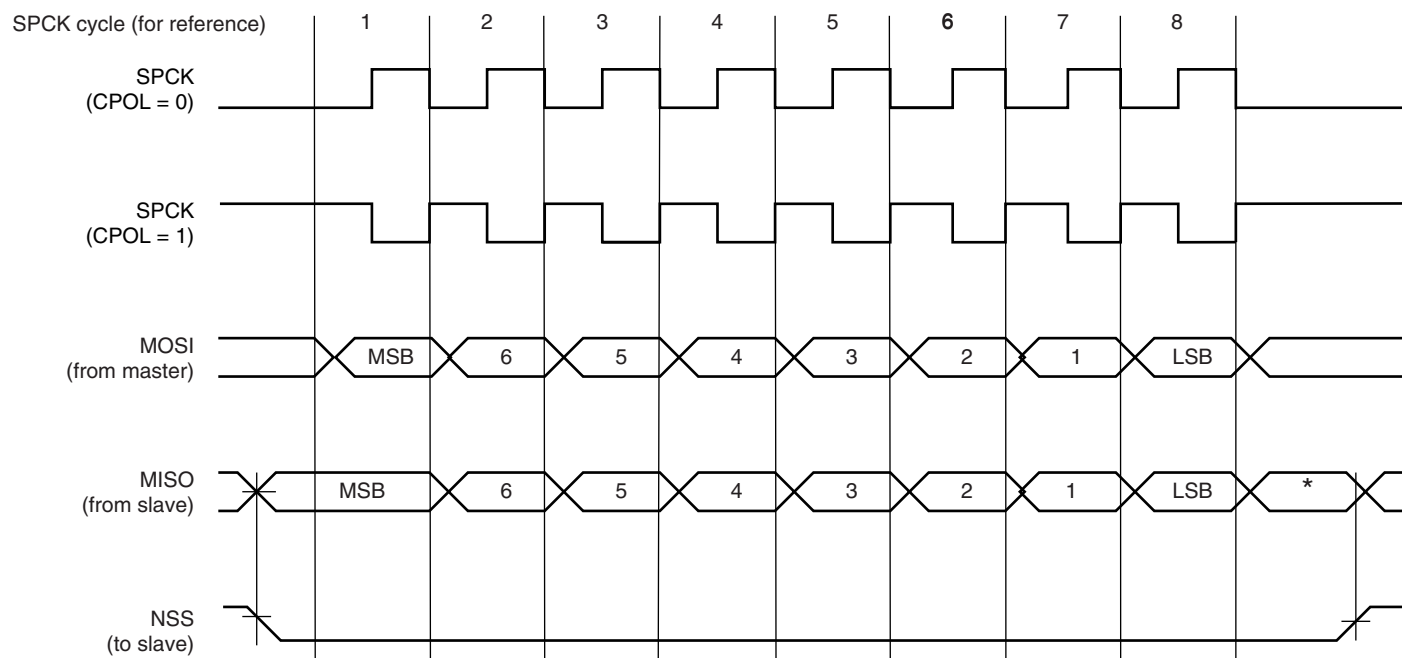 SPCK cycle (for reference) 1 2 3 4 5 6 7 8
SPCK
(CPOL = 0)
SPCK
(CPOL = 1)
MOSI
(from master)
MSB 6 5 4 3 2 1 LSB
MISO
(from slave)
MSB 6 5 4 3 2 1 LSB *
NSS
(to slave)